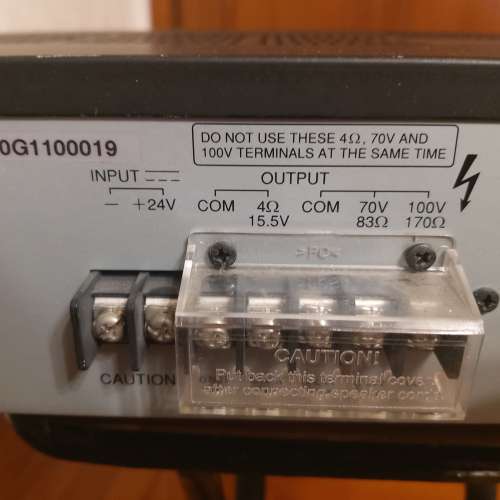 0G1100019
DO NOT USE THESE 4Ω, 70V AND
100V TERMINALS AT THE SAME TIME
INPUT
OUTPUT
− +24V COM 4Ω COM 70V 100V
15.5V 83Ω 170Ω
>PC<
CAUTION!
CAUTION
Put back this terminal cover
after connecting speaker